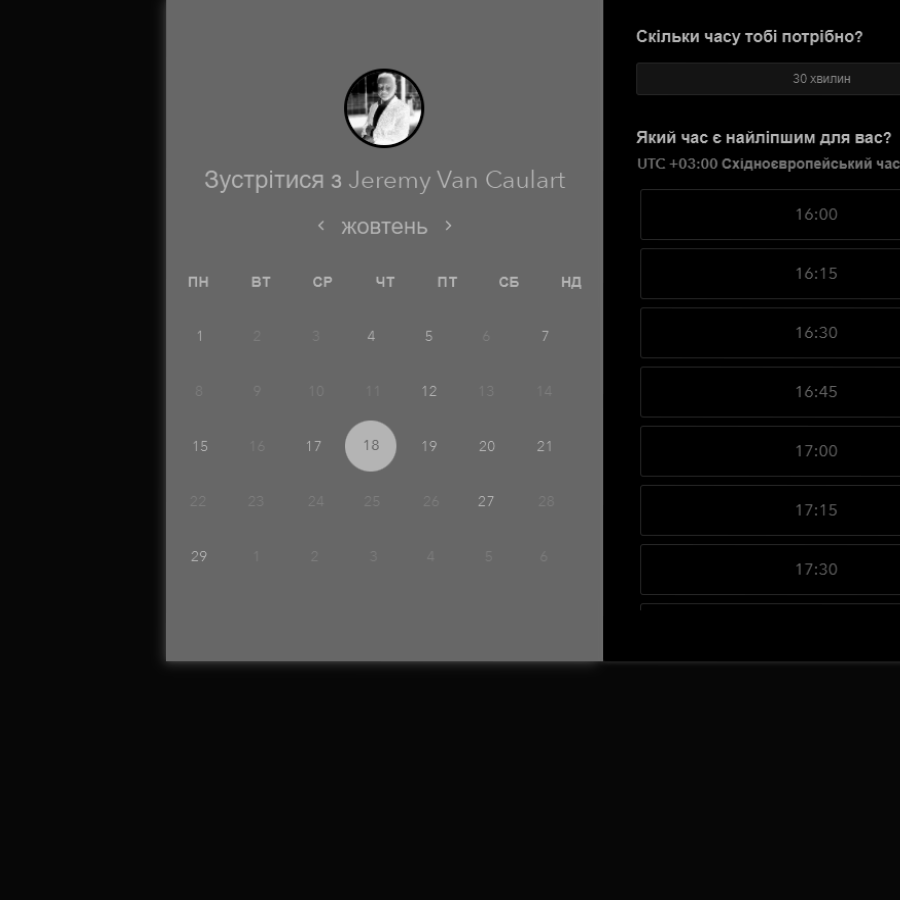 Зустрітися з Jeremy Van Caulart
жовтень
ПН ВТ СР ЧТ ПТ СБ НД
1 2 3 4 5 6 7
8 9 10 11 12 13 14
15 16 17 18 19 20 21
22 23 24 25 26 27 28
29 1 2 3 4 5 6
Скільки часу тобі потрібно?
30 хвилин
Який час є найліпшим для вас?
UTC +03:00 Східноєвропейський час
16:00
16:15
16:30
16:45
17:00
17:15
17:30